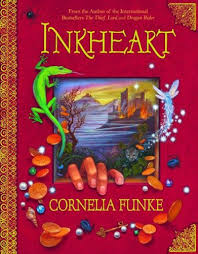 From the Author of the International
Bestsellers The Thief Lord and Dragon Rider
INKHEART
CORNELIA FUNKE